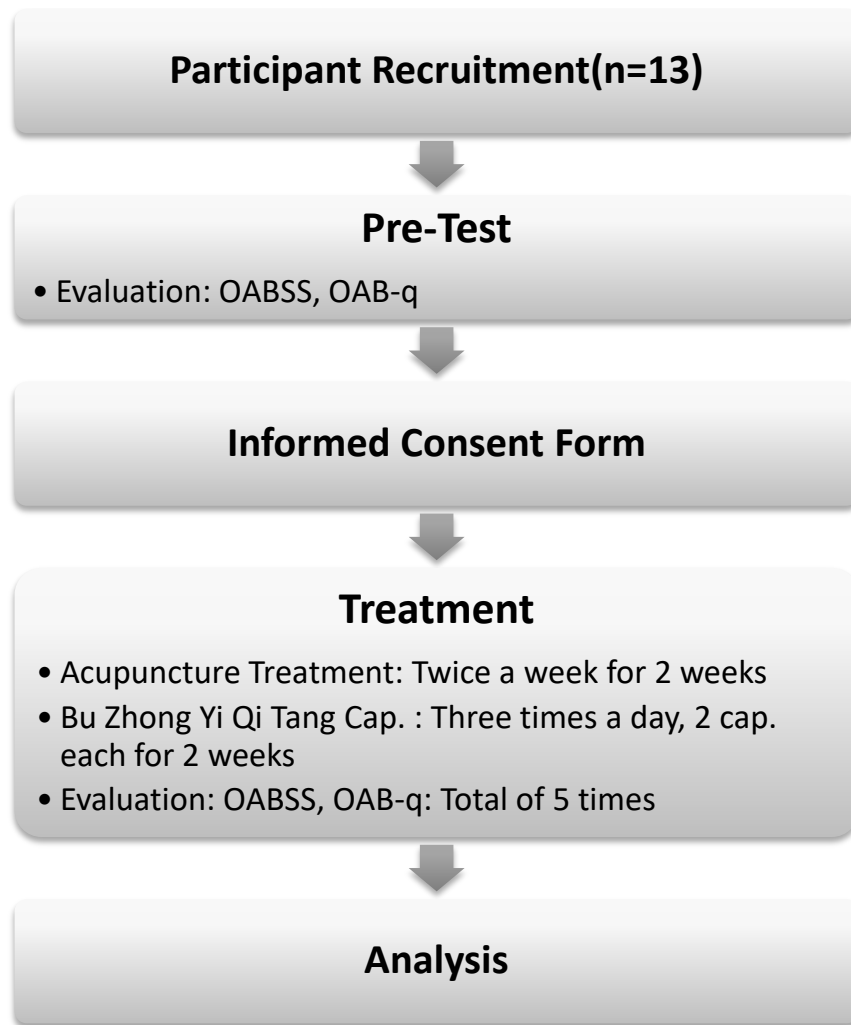 Participant Recruitment(n=13)
Pre-Test
• Evaluation: OABSS, OAB-q
Informed Consent Form
Treatment
• Acupuncture Treatment: Twice a week for 2 weeks
• Bu Zhong Yi Qi Tang Cap. : Three times a day, 2 cap.
each for 2 weeks
• Evaluation: OABSS, OAB-q: Total of 5 times
Analysis